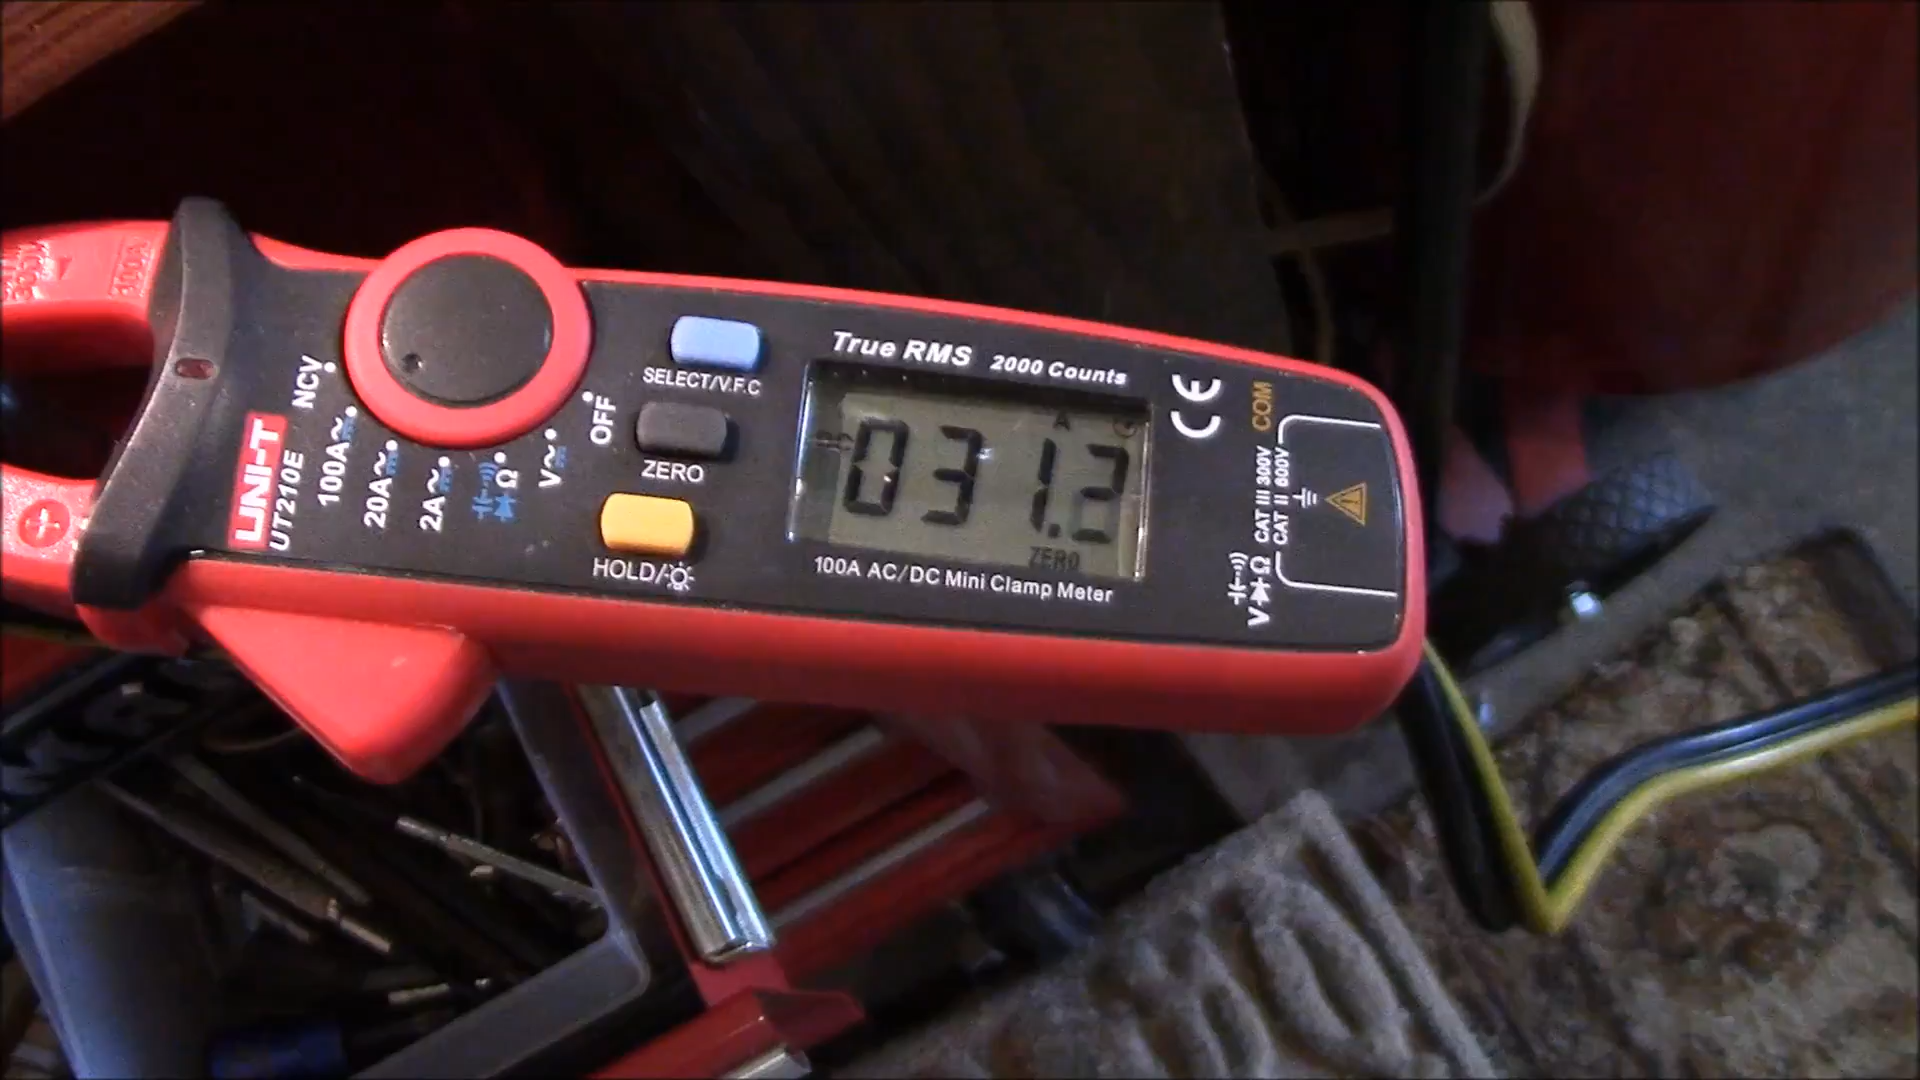 300A
NCV
100A
20A
2A
Ω
V
OFF
UNI-T
UT210E
SELECT/V.F.C
ZERO
HOLD/
True RMS 2000 Counts
A
031.2
ZERO
100A AC/DC Mini Clamp Meter
CE
COM
CAT III 300V
CAT II 600V
V Ω